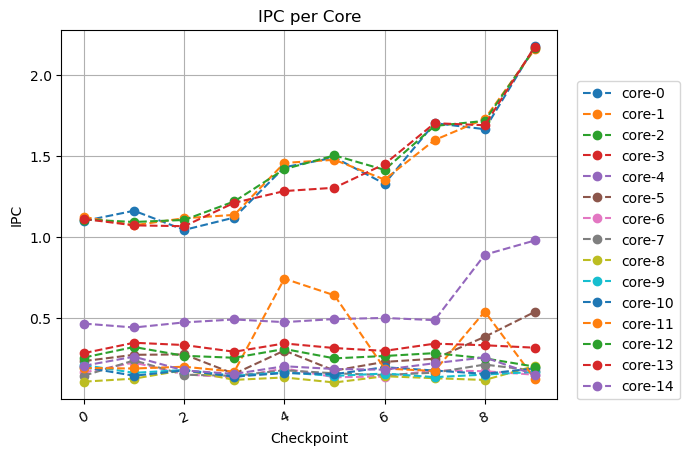 IPC per Core
IPC
2.0
1.5
1.0
0.5
0
2
4
6
8
Checkpoint
core-0
core-1
core-2
core-3
core-4
core-5
core-6
core-7
core-8
core-9
core-10
core-11
core-12
core-13
core-14